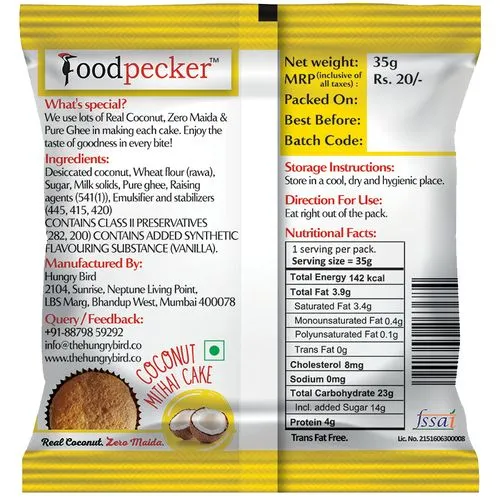 Foodpecker™
What's special?
We use lots of Real Coconut, Zero Maida &
Pure Ghee in making each cake. Enjoy the
taste of goodness in every bite!
Ingredients:
Desiccated coconut, Wheat flour (rawa),
Sugar, Milk solids, Pure ghee, Raising
agents (541(1)), Emulsifier and stabilizers
(445, 415, 420)
CONTAINS CLASS II PRESERVATIVES
(282, 200) CONTAINS ADDED SYNTHETIC
FLAVOURING SUBSTANCE (VANILLA).
Manufactured By:
Hungry Bird
2104, Sunrise, Neptune Living Point,
LBS Marg, Bhandup West, Mumbai 400078
Query/Feedback:
+91-88798 59292
info@thehungrybird.co
www.thehungrybird.co
COCONUT
MITHAI CAKE
Real Coconut. Zero Maida.
Net weight: 35g
MRP (inclusive of all taxes) : Rs. 20/-
Packed On:
Best Before:
Batch Code:
Storage Instructions:
Store in a cool, dry and hygienic place.
Direction For Use:
Eat right out of the pack.
Nutritional Facts:
1 serving per pack.
Serving size = 35g
Total Energy 142 kcal
Total Fat 3.9g
Saturated Fat 3.4g
Monounsaturated Fat 0.4g
Polyunsaturated Fat 0.1g
Trans Fat 0g
Cholesterol 8mg
Sodium 0mg
Total Carbohydrate 23g
Incl. added Sugar 14g
Protein 4g
Trans Fat Free.
fssai
Lic. No. 2151606300008